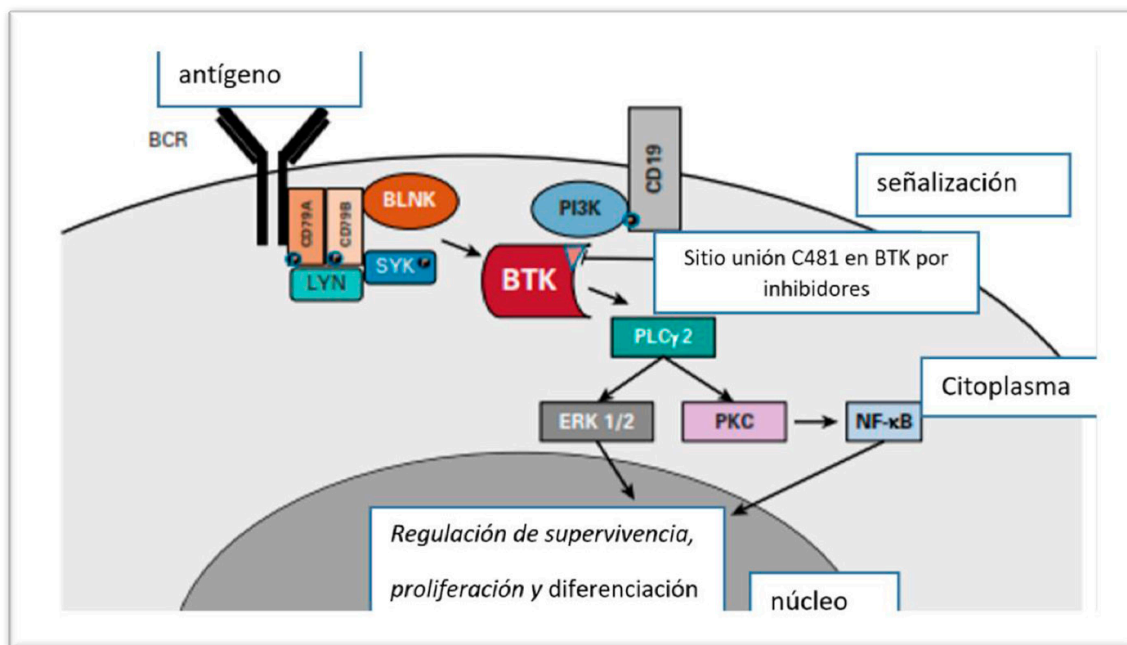 antígeno
BCR
CD79A
CD79B
BLNK
LYN
SYK
PI3K
CD19
señalización
BTK
Sitio unión C481 en BTK por
inhibidores
PLCγ2
Citoplasma
ERK 1/2
PKC
NF-κB
Regulación de supervivencia,
proliferación y diferenciación
núcleo